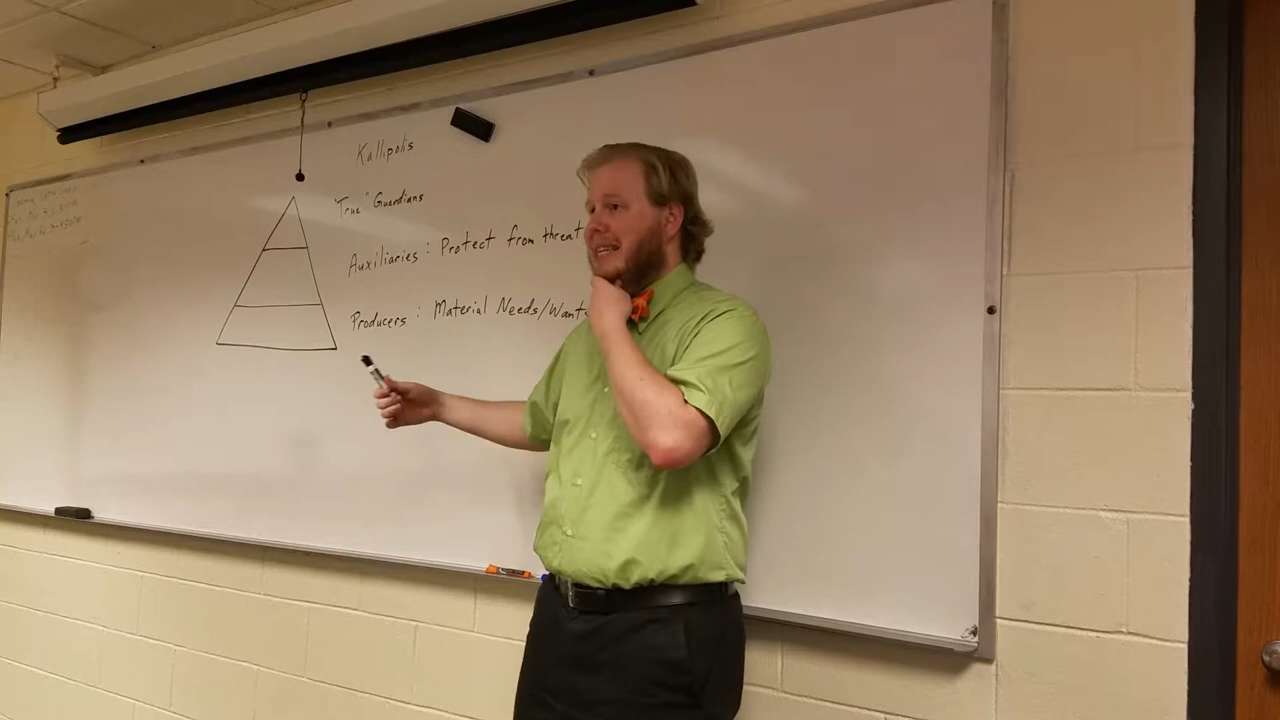 Kallipolis
"True" Guardians
Auxiliaries : Protect from threat
Producers : Material Needs/Wants